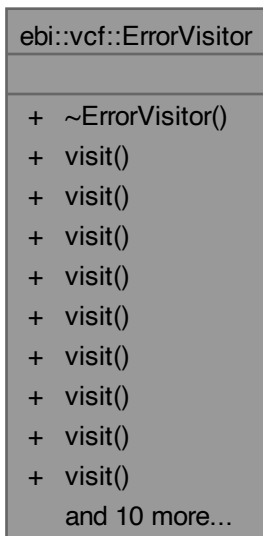 ebi::vcf::ErrorVisitor
+ ~ErrorVisitor()
+ visit()
+ visit()
+ visit()
+ visit()
+ visit()
+ visit()
+ visit()
+ visit()
+ visit()
and 10 more...